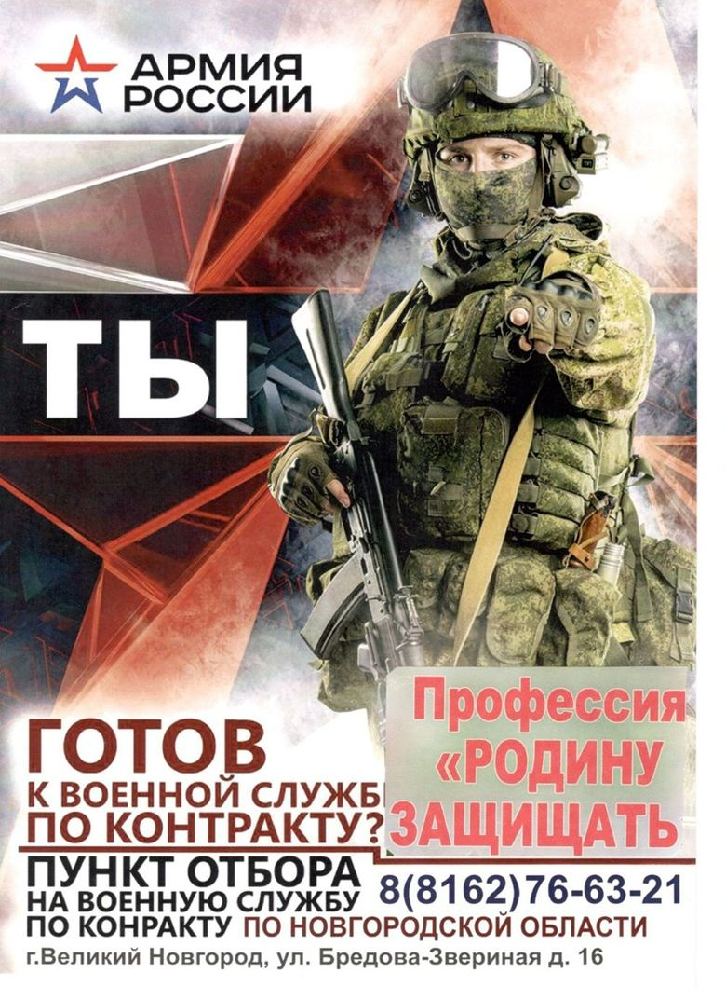 АРМИЯ
РОССИИ
ТЫ
ГОТОВ
К ВОЕННОЙ СЛУЖБ
ПО КОНТРАКТУ?
Профессия
«РОДИНУ
ЗАЩИЩАТЬ
ПУНКТ ОТБОРА
НА ВОЕННУЮ СЛУЖБУ
8(8162)76-63-21
ПО КОНРАКТУ ПО НОВГОРОДСКОЙ ОБЛАСТИ
г.Великий Новгород, ул. Бредова-Звериная д. 16